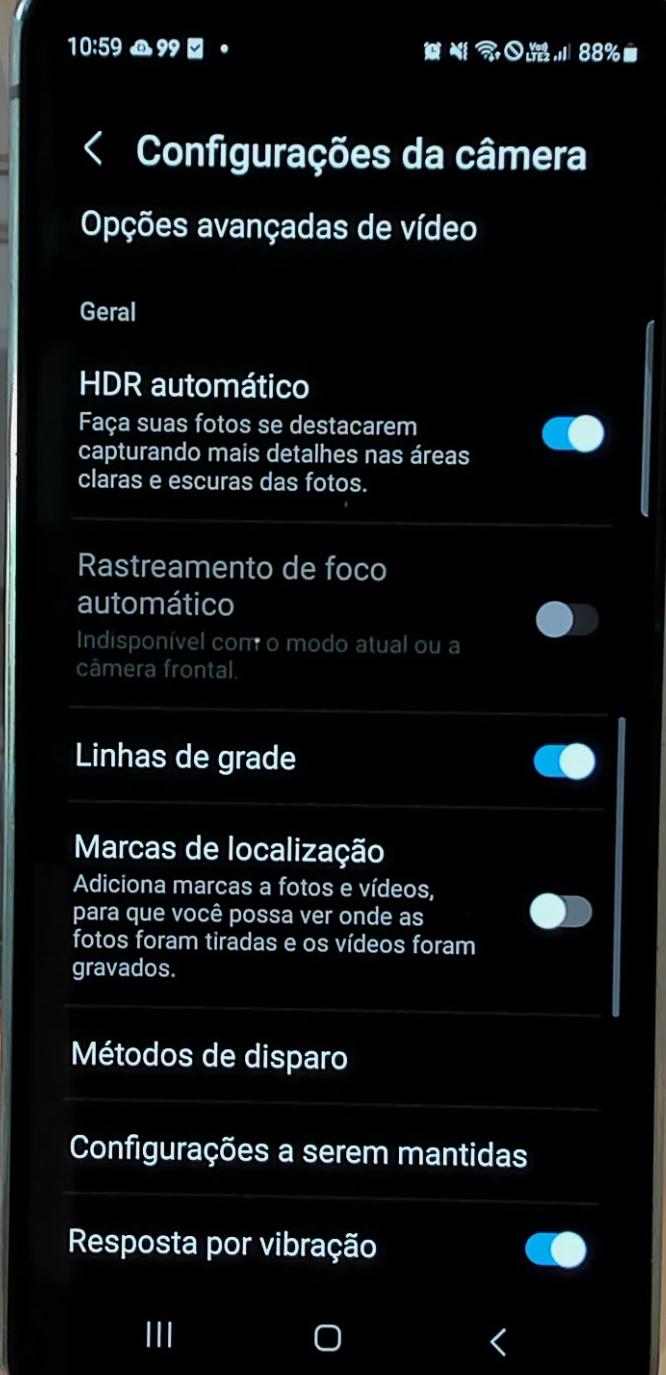 10:59 99
VoD LTE2 88%
Configurações da câmera
Opções avançadas de vídeo
Geral
HDR automático
Faça suas fotos se destacarem
capturando mais detalhes nas áreas
claras e escuras das fotos.
Rastreamento de foco
automático
Indisponível com o modo atual ou a
câmera frontal.
Linhas de grade
Marcas de localização
Adiciona marcas a fotos e vídeos,
para que você possa ver onde as
fotos foram tiradas e os vídeos foram
gravados.
Métodos de disparo
Configurações a serem mantidas
Resposta por vibração